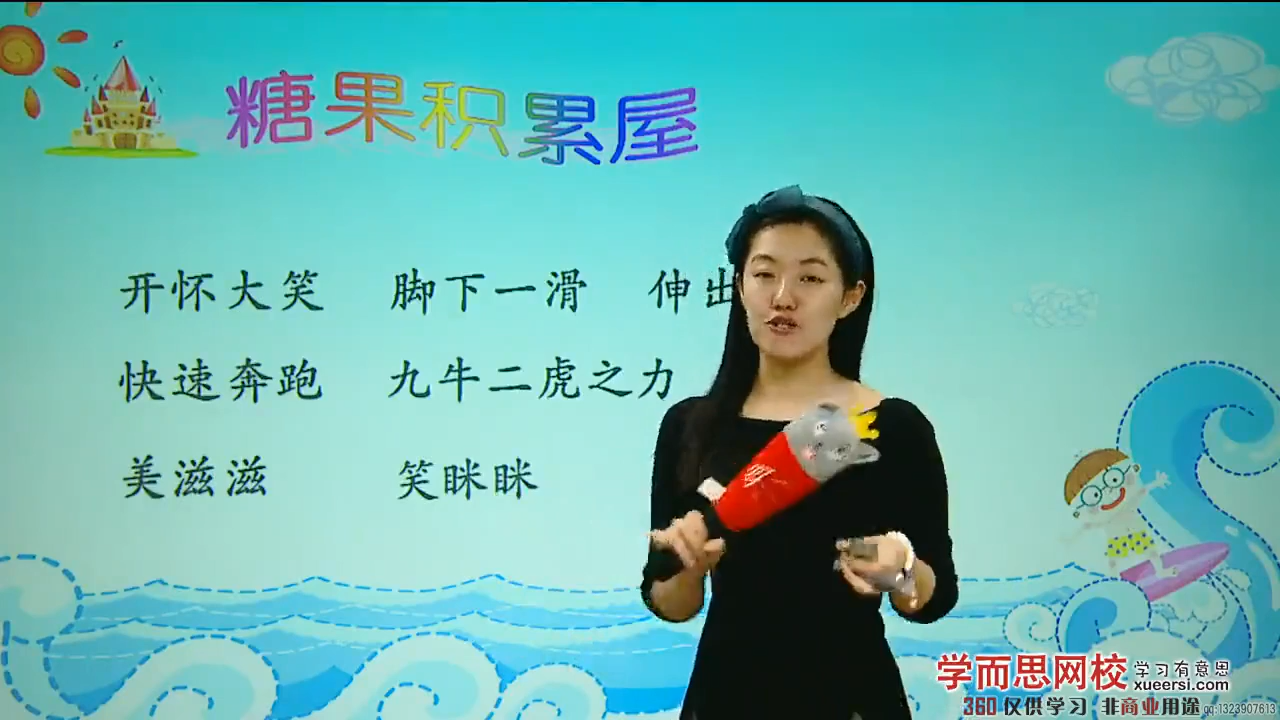 糖果积累屋
开怀大笑 脚下一滑 伸出
快速奔跑 九牛二虎之力
美滋滋 笑眯眯
学而思网校 学习有意思
xueersi.com
360 仅供学习 非商业用途 qq:1323907613